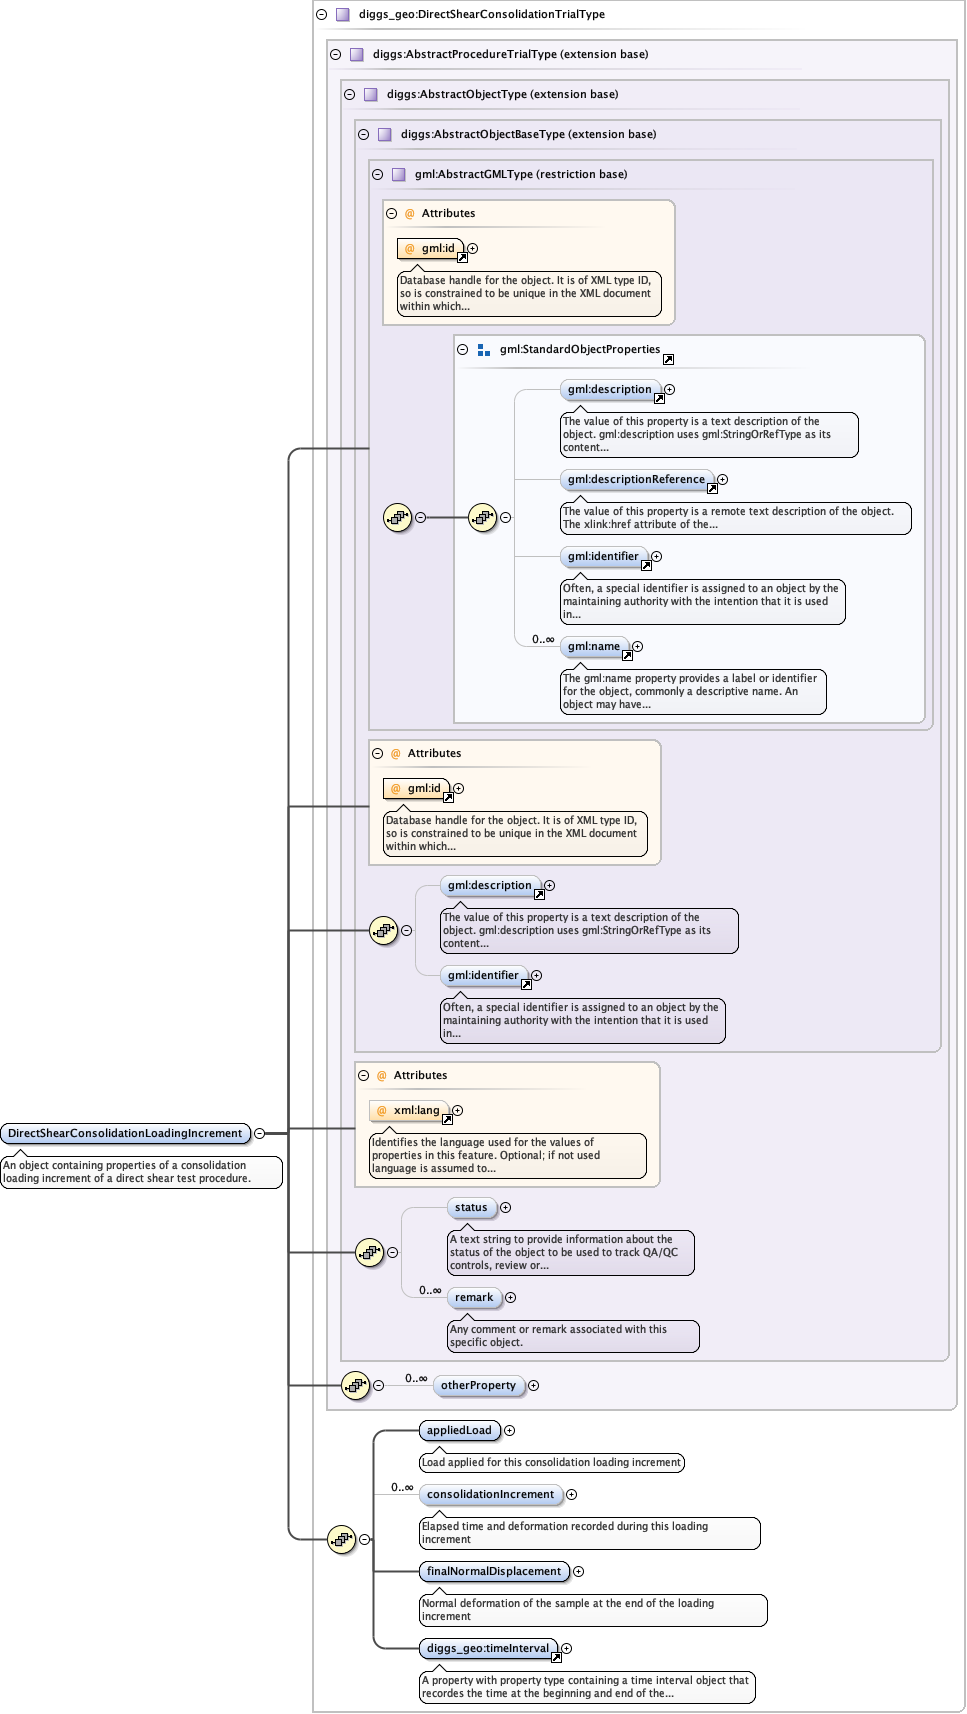 diggs_geo:DirectShearConsolidationTrialType
diggs:AbstractProcedureTrialType (extension base)
diggs:AbstractObjectType (extension base)
diggs:AbstractObjectBaseType (extension base)
gml:AbstractGMLType (restriction base)
@ Attributes
@ gml:id
Database handle for the object. It is of XML type ID,
so is constrained to be unique in the XML document
within which...
gml:StandardObjectProperties
gml:description
The value of this property is a text description of the
object. gml:description uses gml:StringOrRefType as its
content...
gml:descriptionReference
The value of this property is a remote text description of the object.
The xlink:href attribute of the...
gml:identifier
Often, a special identifier is assigned to an object by the
maintaining authority with the intention that it is used
in...
0..∞
gml:name
The gml:name property provides a label or identifier
for the object, commonly a descriptive name. An
object may have...
@ Attributes
@ gml:id
Database handle for the object. It is of XML type ID,
so is constrained to be unique in the XML document
within which...
gml:description
The value of this property is a text description of the
object. gml:description uses gml:StringOrRefType as its
content...
gml:identifier
Often, a special identifier is assigned to an object by the
maintaining authority with the intention that it is used
in...
@ Attributes
@ xml:lang
Identifies the language used for the values of
properties in this feature. Optional; if not used
language is assumed to...
DirectShearConsolidationLoadingIncrement
An object containing properties of a consolidation
loading increment of a direct shear test procedure.
status
A text string to provide information about the
status of the object to be used to track QA/QC
controls, review or...
0..∞
remark
Any comment or remark associated with this
specific object.
0..∞
otherProperty
appliedLoad
Load applied for this consolidation loading increment
0..∞
consolidationIncrement
Elapsed time and deformation recorded during this loading
increment
finalNormalDisplacement
Normal deformation of the sample at the end of the loading
increment
diggs_geo:timeInterval
A property with property type containing a time interval object that
recordes the time at the beginning and end of the...